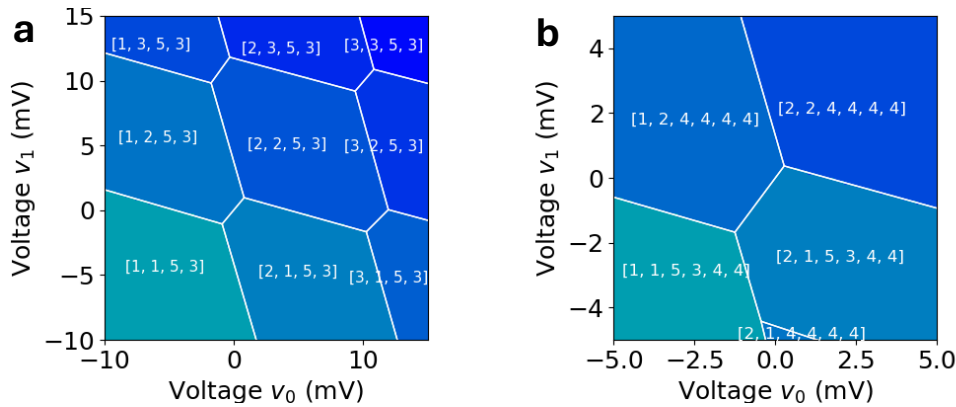 a
15
10
5
0
−5
−10
−10
0
10
Voltage v₁ (mV)
Voltage v₀ (mV)
[1, 3, 5, 3]
[2, 3, 5, 3]
[3, 3, 5, 3]
[1, 2, 5, 3]
[2, 2, 5, 3]
[3, 2, 5, 3]
[1, 1, 5, 3]
[2, 1, 5, 3]
[3, 1, 5, 3]
b
4
2
0
−2
−4
−5.0
−2.5
0.0
2.5
5.0
Voltage v₁ (mV)
Voltage v₀ (mV)
[1, 2, 4, 4, 4, 4]
[2, 2, 4, 4, 4, 4]
[1, 1, 5, 3, 4, 4]
[2, 1, 5, 3, 4, 4]
[2, 1, 4, 4, 4, 4]